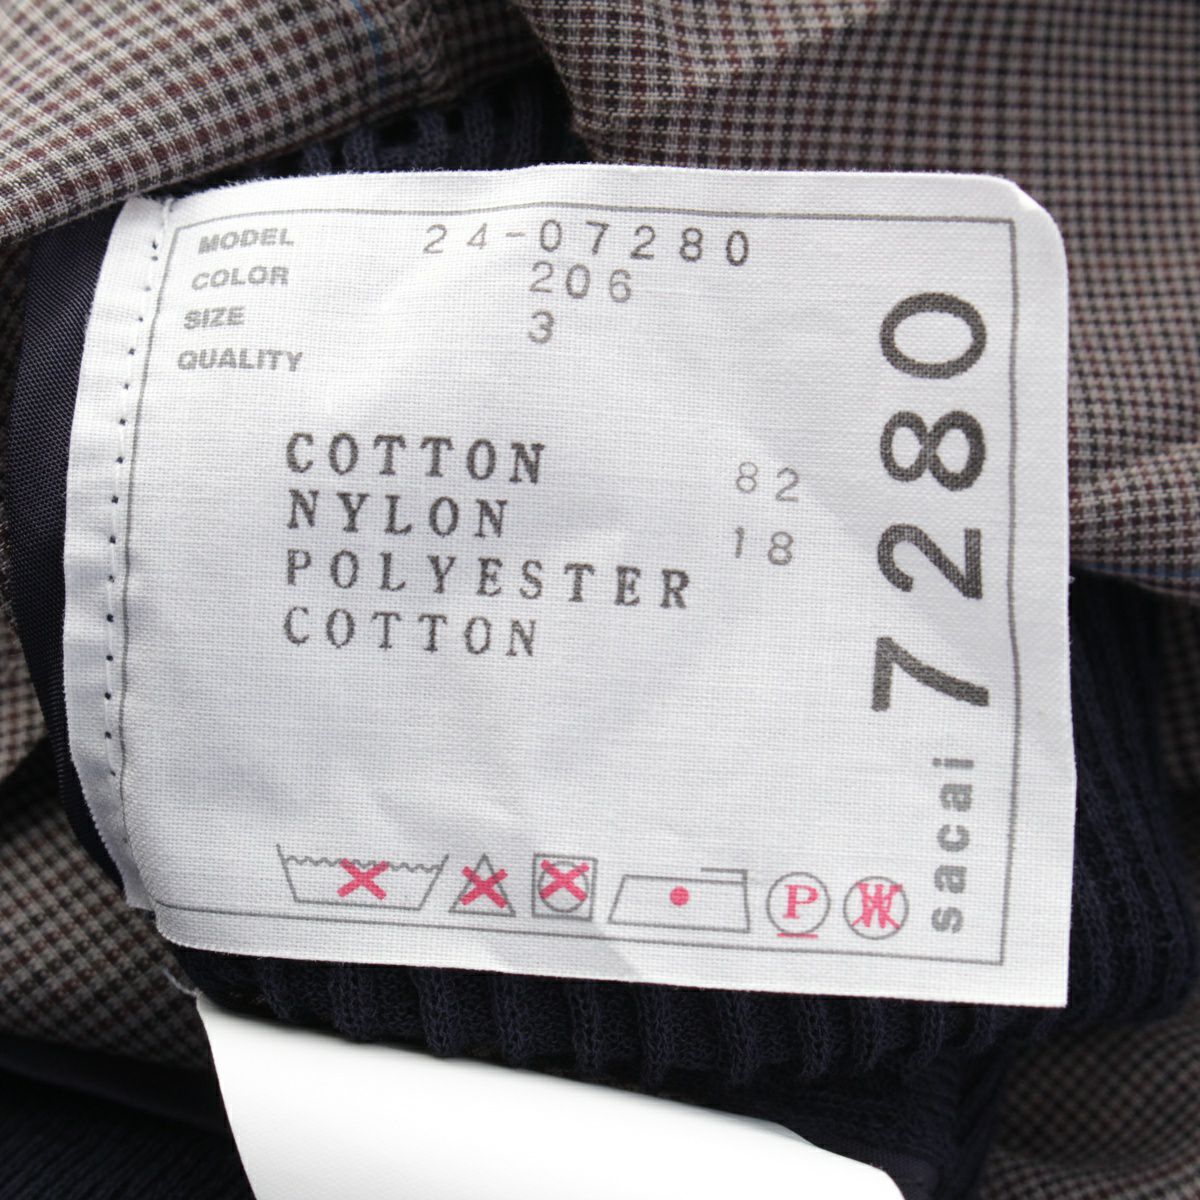 MODEL 24-07280
COLOR 206
SIZE 3
QUALITY
COTTON 82
NYLON 18
POLYESTER
COTTON
P
W
sacai 7280